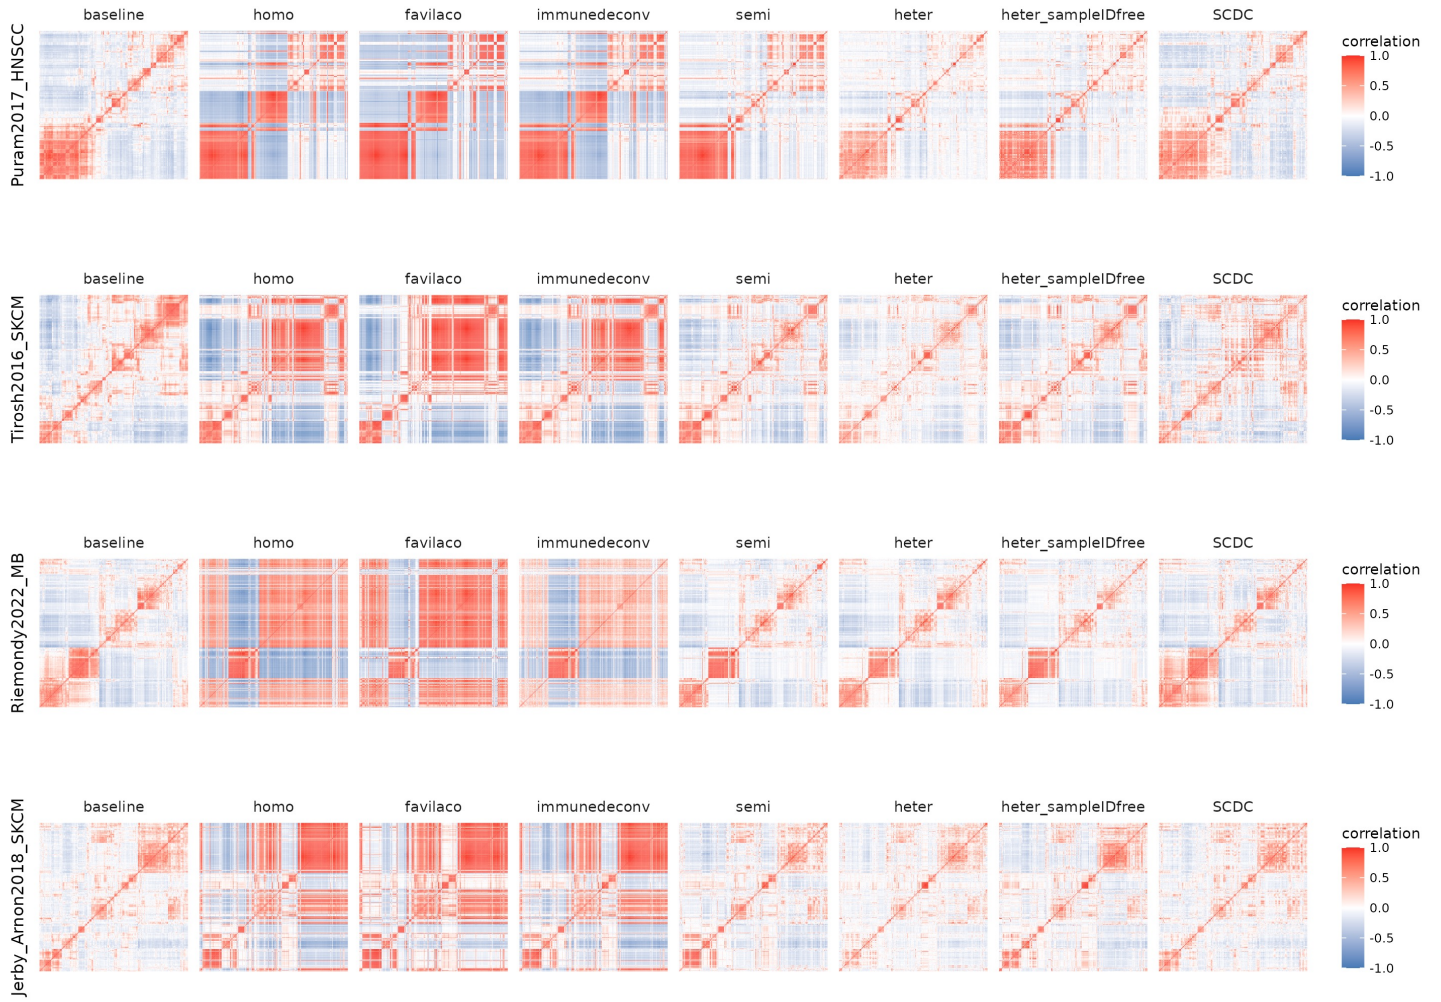 baseline homo favilaco immunedeconv semi heter heter_sampleIDfree SCDC
Puram2017_HNSCC
correlation
1.0
0.5
0.0
-0.5
-1.0
baseline homo favilaco immunedeconv semi heter heter_sampleIDfree SCDC
Tirosh2016_SKCM
correlation
1.0
0.5
0.0
-0.5
-1.0
baseline homo favilaco immunedeconv semi heter heter_sampleIDfree SCDC
Riemondy2022_MB
correlation
1.0
0.5
0.0
-0.5
-1.0
baseline homo favilaco immunedeconv semi heter heter_sampleIDfree SCDC
Jerby_Arnon2018_SKCM
correlation
1.0
0.5
0.0
-0.5
-1.0